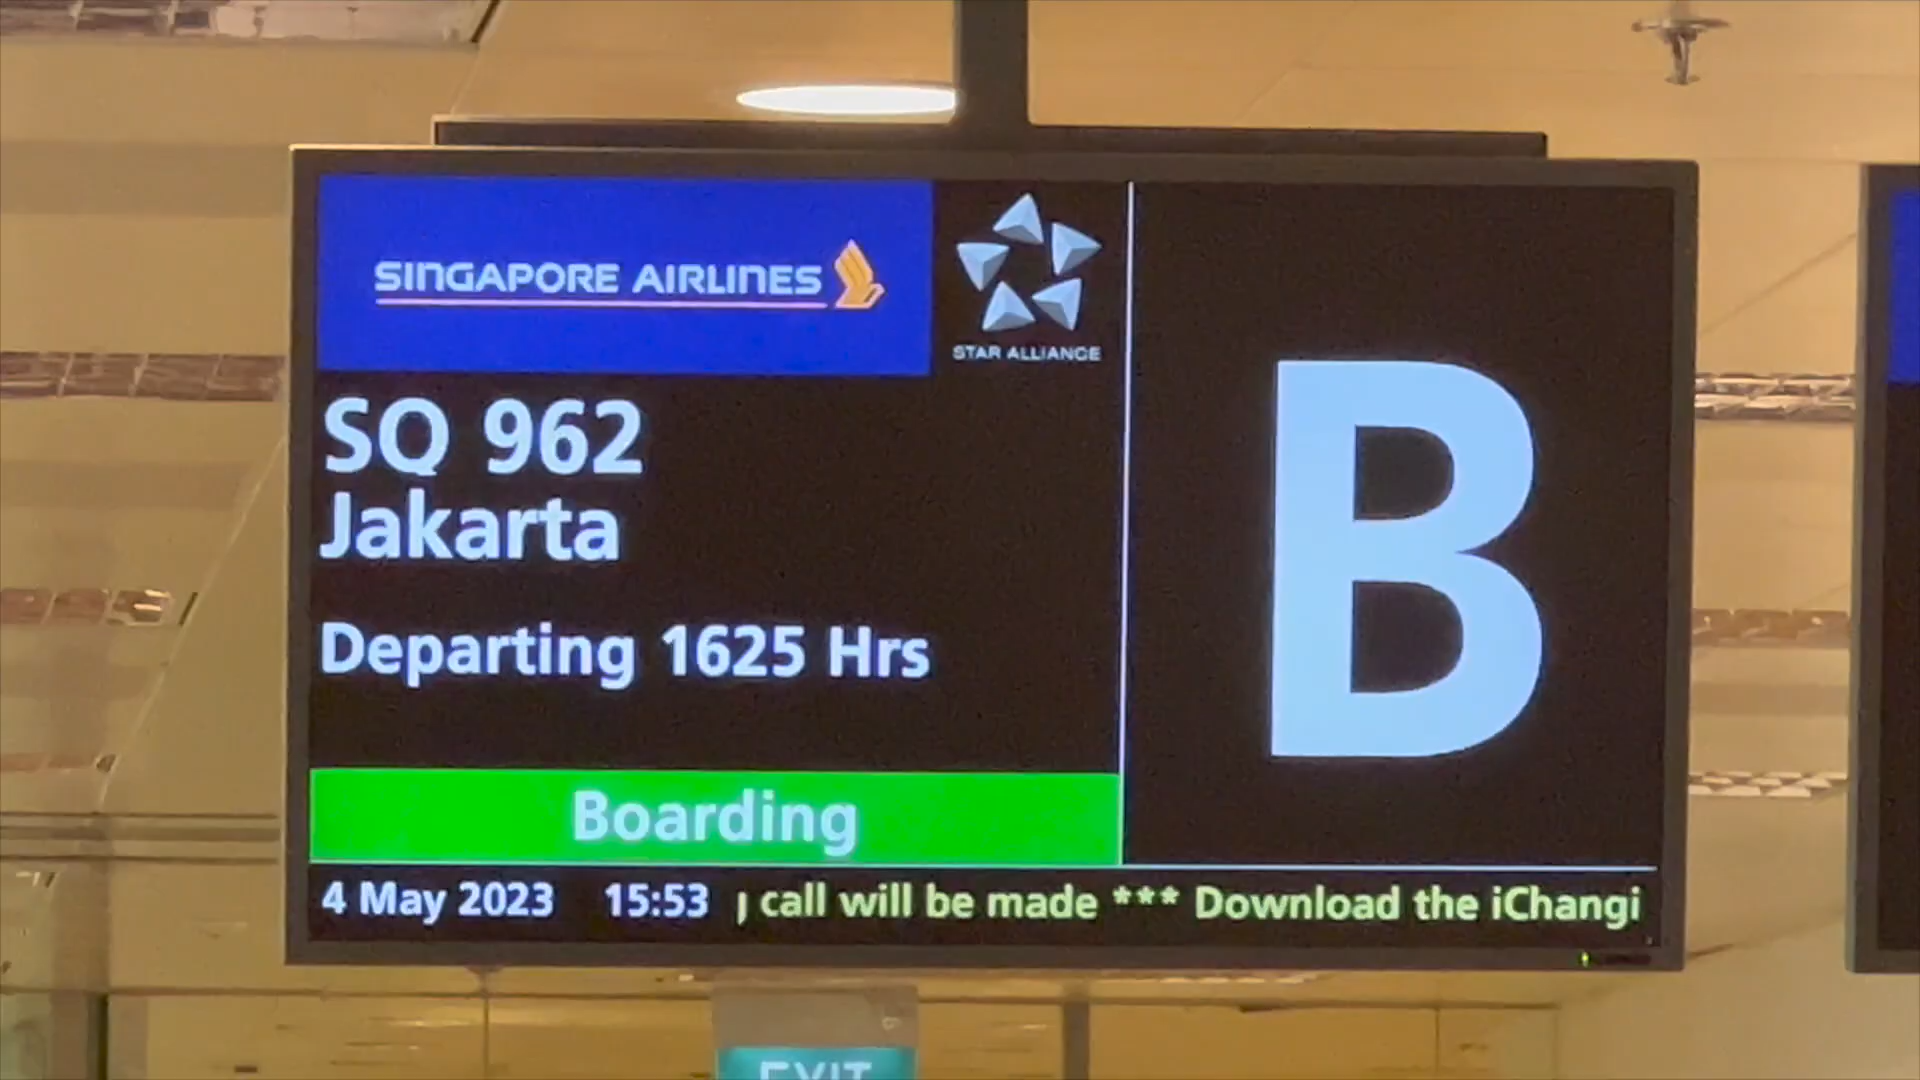 SINGAPORE AIRLINES
STAR ALLIANCE
SQ 962
Jakarta
Departing 1625 Hrs
Boarding
B
4 May 2023 15:53 call will be made *** Download the iChangi
EXIT